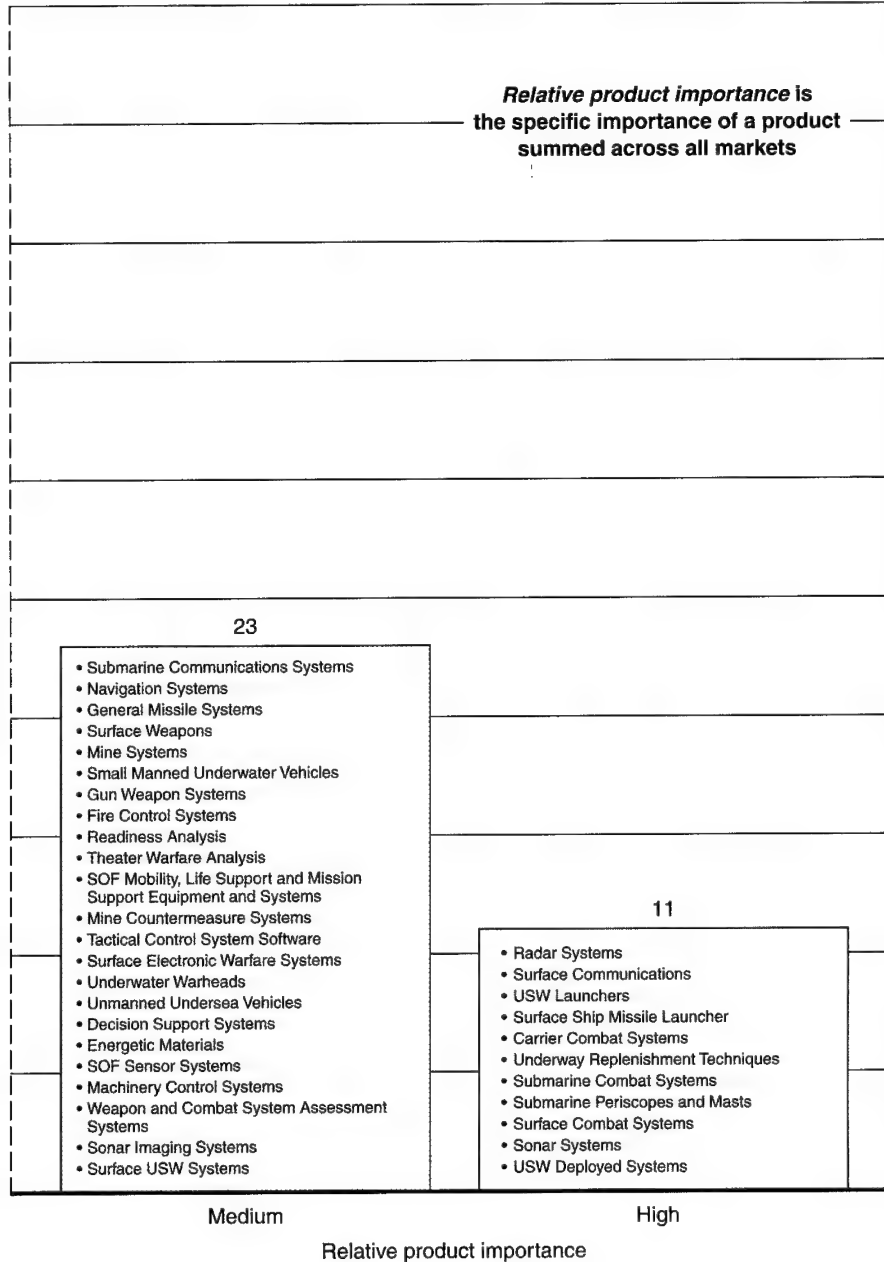 Relative product importance is
the specific importance of a product
summed across all markets
23
• Submarine Communications Systems
• Navigation Systems
• General Missile Systems
• Surface Weapons
• Mine Systems
• Small Manned Underwater Vehicles
• Gun Weapon Systems
• Fire Control Systems
• Readiness Analysis
• Theater Warfare Analysis
• SOF Mobility, Life Support and Mission
Support Equipment and Systems
• Mine Countermeasure Systems
• Tactical Control System Software
• Surface Electronic Warfare Systems
• Underwater Warheads
• Unmanned Undersea Vehicles
• Decision Support Systems
• Energetic Materials
• SOF Sensor Systems
• Machinery Control Systems
• Weapon and Combat System Assessment
Systems
• Sonar Imaging Systems
• Surface USW Systems
11
• Radar Systems
• Surface Communications
• USW Launchers
• Surface Ship Missile Launcher
• Carrier Combat Systems
• Underway Replenishment Techniques
• Submarine Combat Systems
• Submarine Periscopes and Masts
• Surface Combat Systems
• Sonar Systems
• USW Deployed Systems
Medium
High
Relative product importance